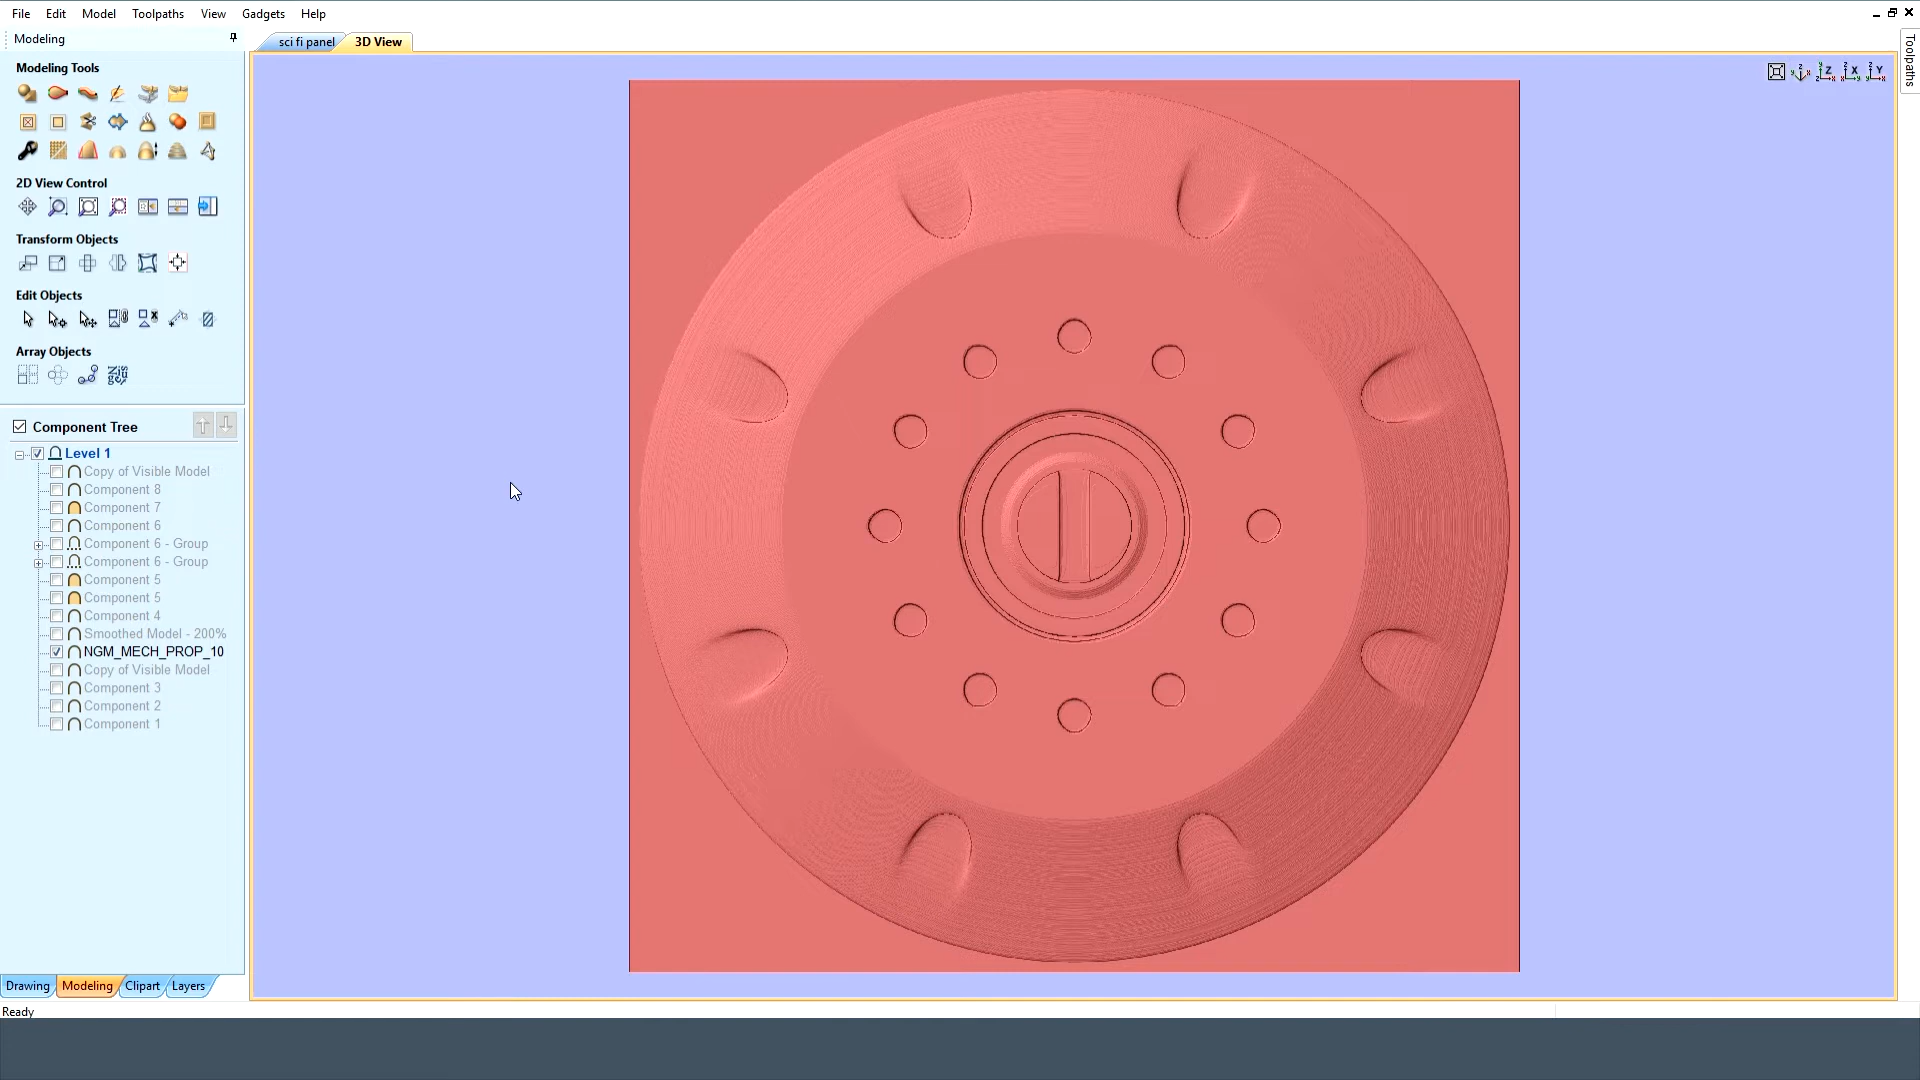 File Edit Model Toolpaths View Gadgets Help
Modeling
sci fi panel
3D View
Toolpaths
Modeling Tools
2D View Control
Transform Objects
Edit Objects
Array Objects
Component Tree
Level 1
Copy of Visible Model
Component 8
Component 7
Component 6
Component 6 - Group
Component 6 - Group
Component 5
Component 5
Component 4
Smoothed Model - 200%
NGM_MECH_PROP_10
Copy of Visible Model
Component 3
Component 2
Component 1
Drawing Modeling Clipart Layers
Ready